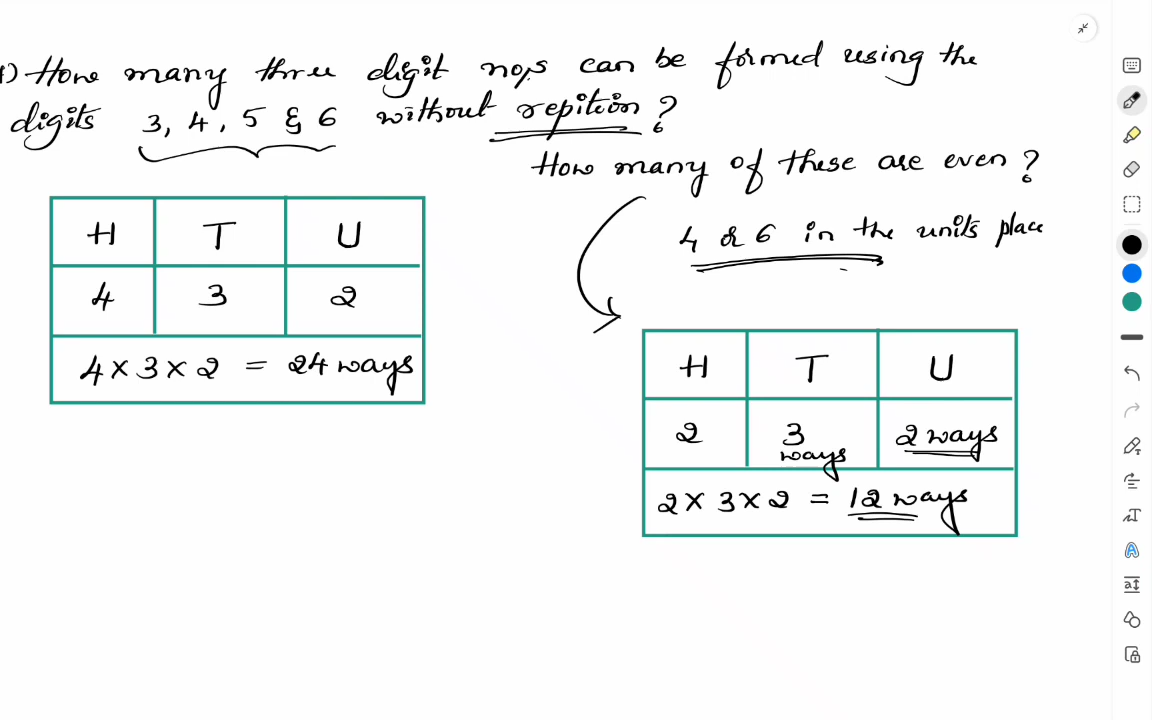 1) How many three digit nos can be formed using the
digits 3, 4, 5 & 6 without repition?
How many of these are even?
4 or 6 in the units place
H T U
4 3 2
4 × 3 × 2 = 24 ways
H T U
2 3 ways 2 ways
2 × 3 × 2 = 12 ways